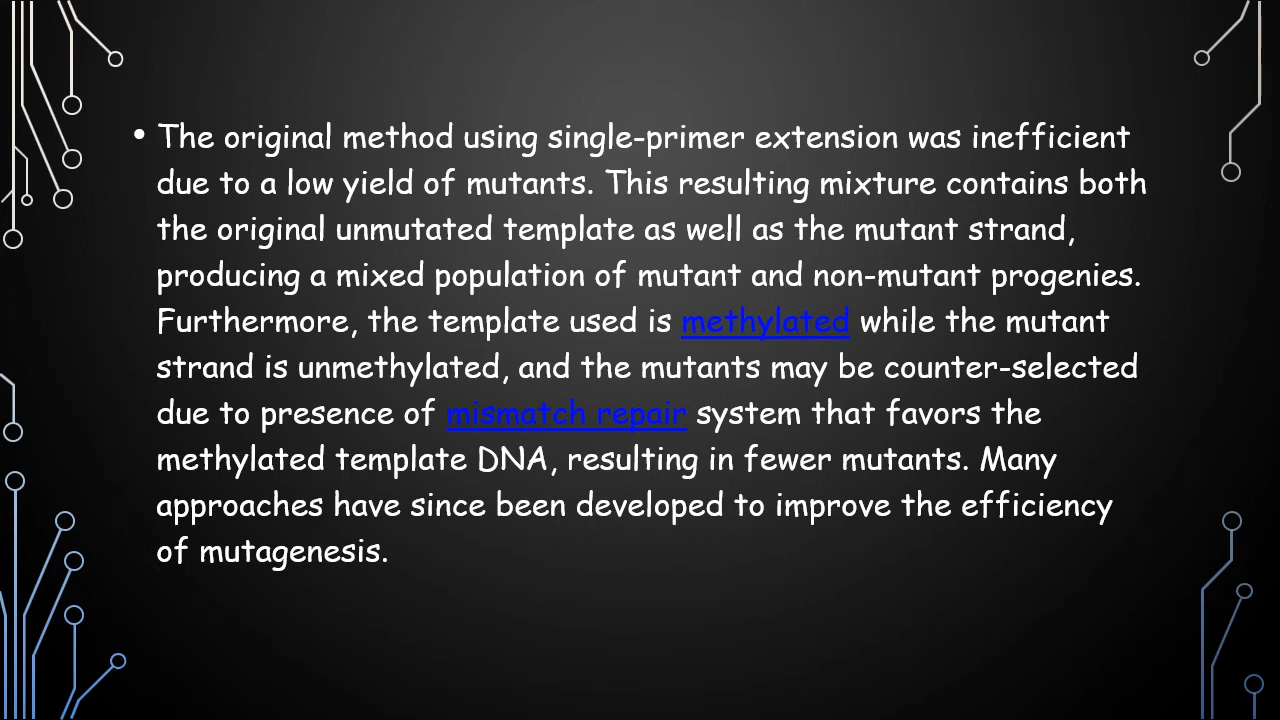 • The original method using single-primer extension was inefficient
due to a low yield of mutants. This resulting mixture contains both
the original unmutated template as well as the mutant strand,
producing a mixed population of mutant and non-mutant progenies.
Furthermore, the template used is methylated while the mutant
strand is unmethylated, and the mutants may be counter-selected
due to presence of mismatch repair system that favors the
methylated template DNA, resulting in fewer mutants. Many
approaches have since been developed to improve the efficiency
of mutagenesis.